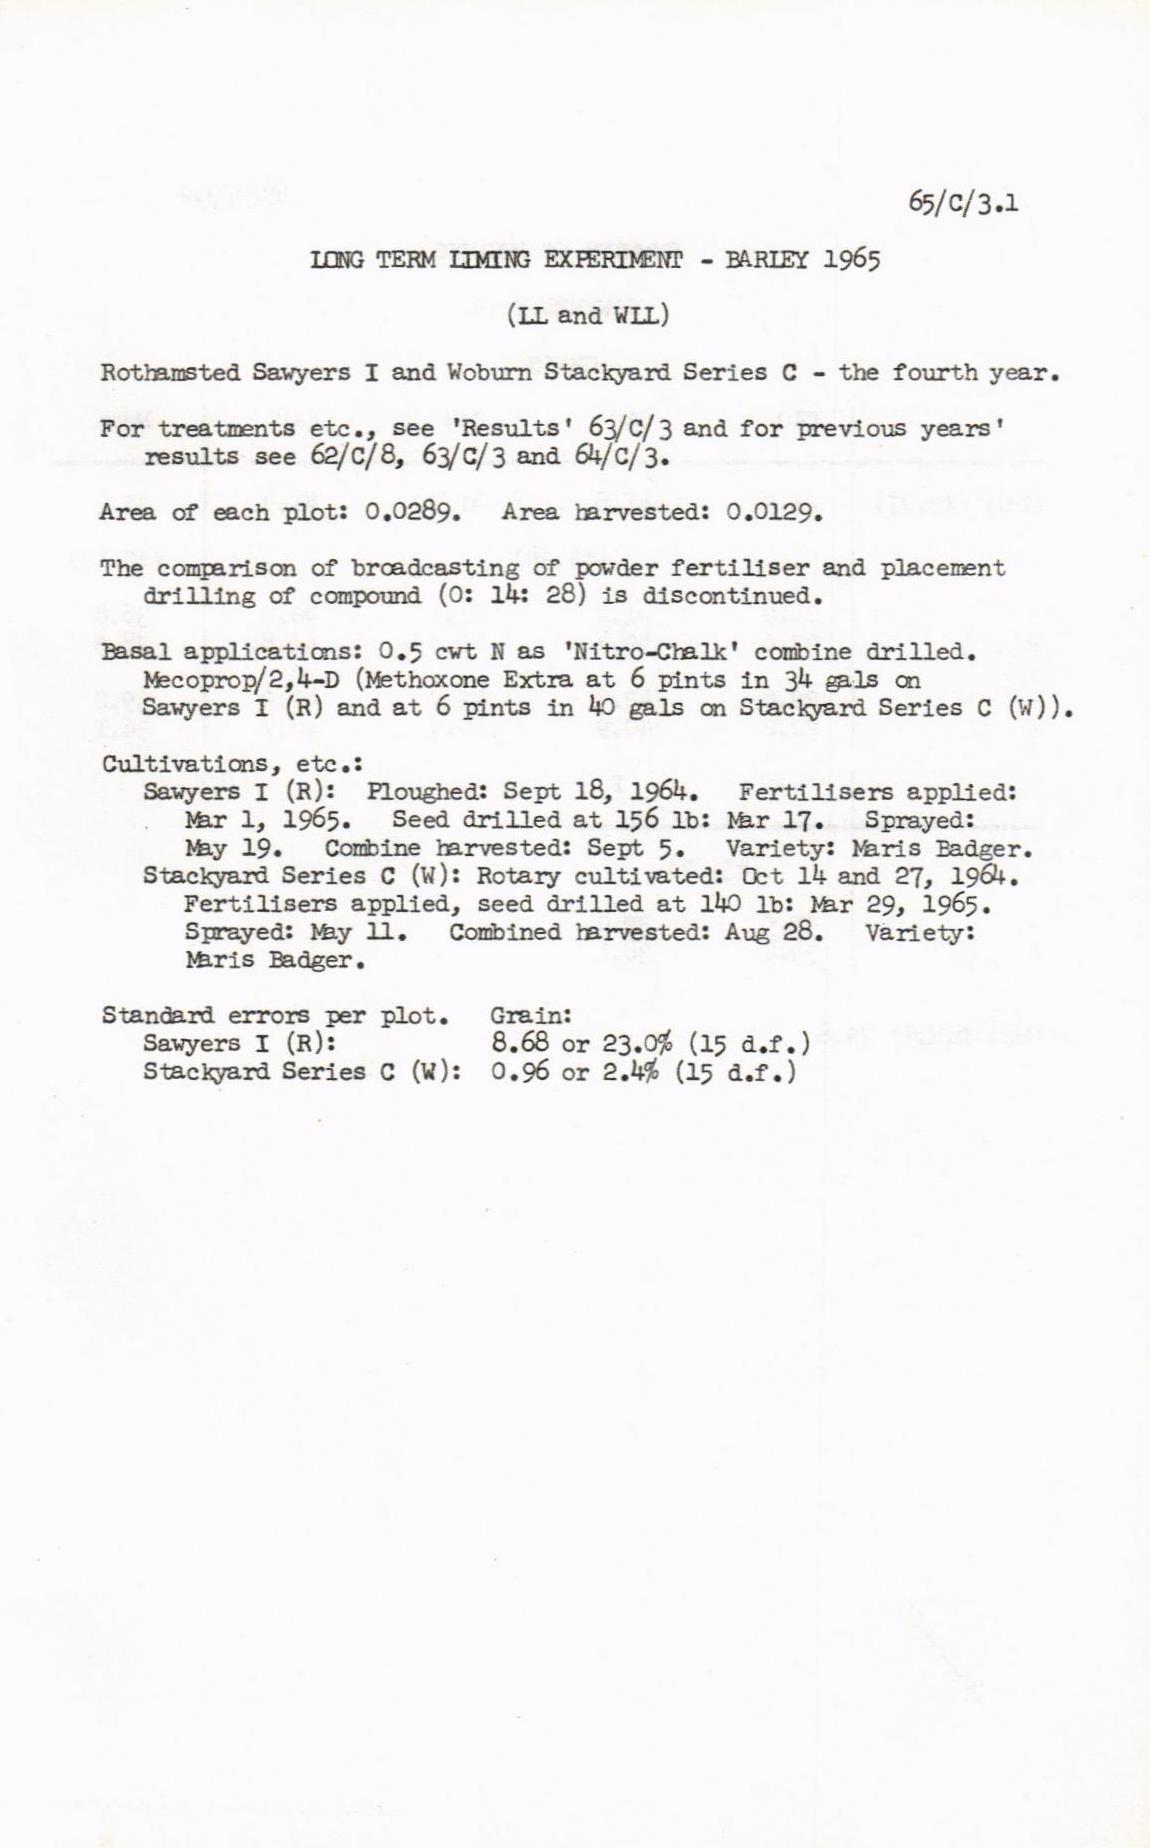 65/C/3.1
LONG TERM LIMING EXPERIMENT - BARLEY 1965
(LL and WLL)
Rothamsted Sawyers I and Woburn Stackyard Series C - the fourth year.
For treatments etc., see 'Results' 63/C/3 and for previous years'
results see 62/C/8, 63/C/3 and 64/C/3.
Area of each plot: 0.0289. Area harvested: 0.0129.
The comparison of broadcasting of powder fertiliser and placement
drilling of compound (0: 14: 28) is discontinued.
Basal applications: 0.5 cwt N as 'Nitro-Chalk' combine drilled.
Mecoprop/2,4-D (Methoxone Extra at 6 pints in 34 gals on
Sawyers I (R) and at 6 pints in 40 gals on Stackyard Series C (W)).
Cultivations, etc.:
Sawyers I (R): Ploughed: Sept 18, 1964. Fertilisers applied:
Mar 1, 1965. Seed drilled at 156 lb: Mar 17. Sprayed:
May 19. Combine harvested: Sept 5. Variety: Maris Badger.
Stackyard Series C (W): Rotary cultivated: Oct 14 and 27, 1964.
Fertilisers applied, seed drilled at 140 lb: Mar 29, 1965.
Sprayed: May 11. Combined harvested: Aug 28. Variety:
Maris Badger.
Standard errors per plot. Grain:
Sawyers I (R): 8.68 or 23.0% (15 d.f.)
Stackyard Series C (W): 0.96 or 2.4% (15 d.f.)